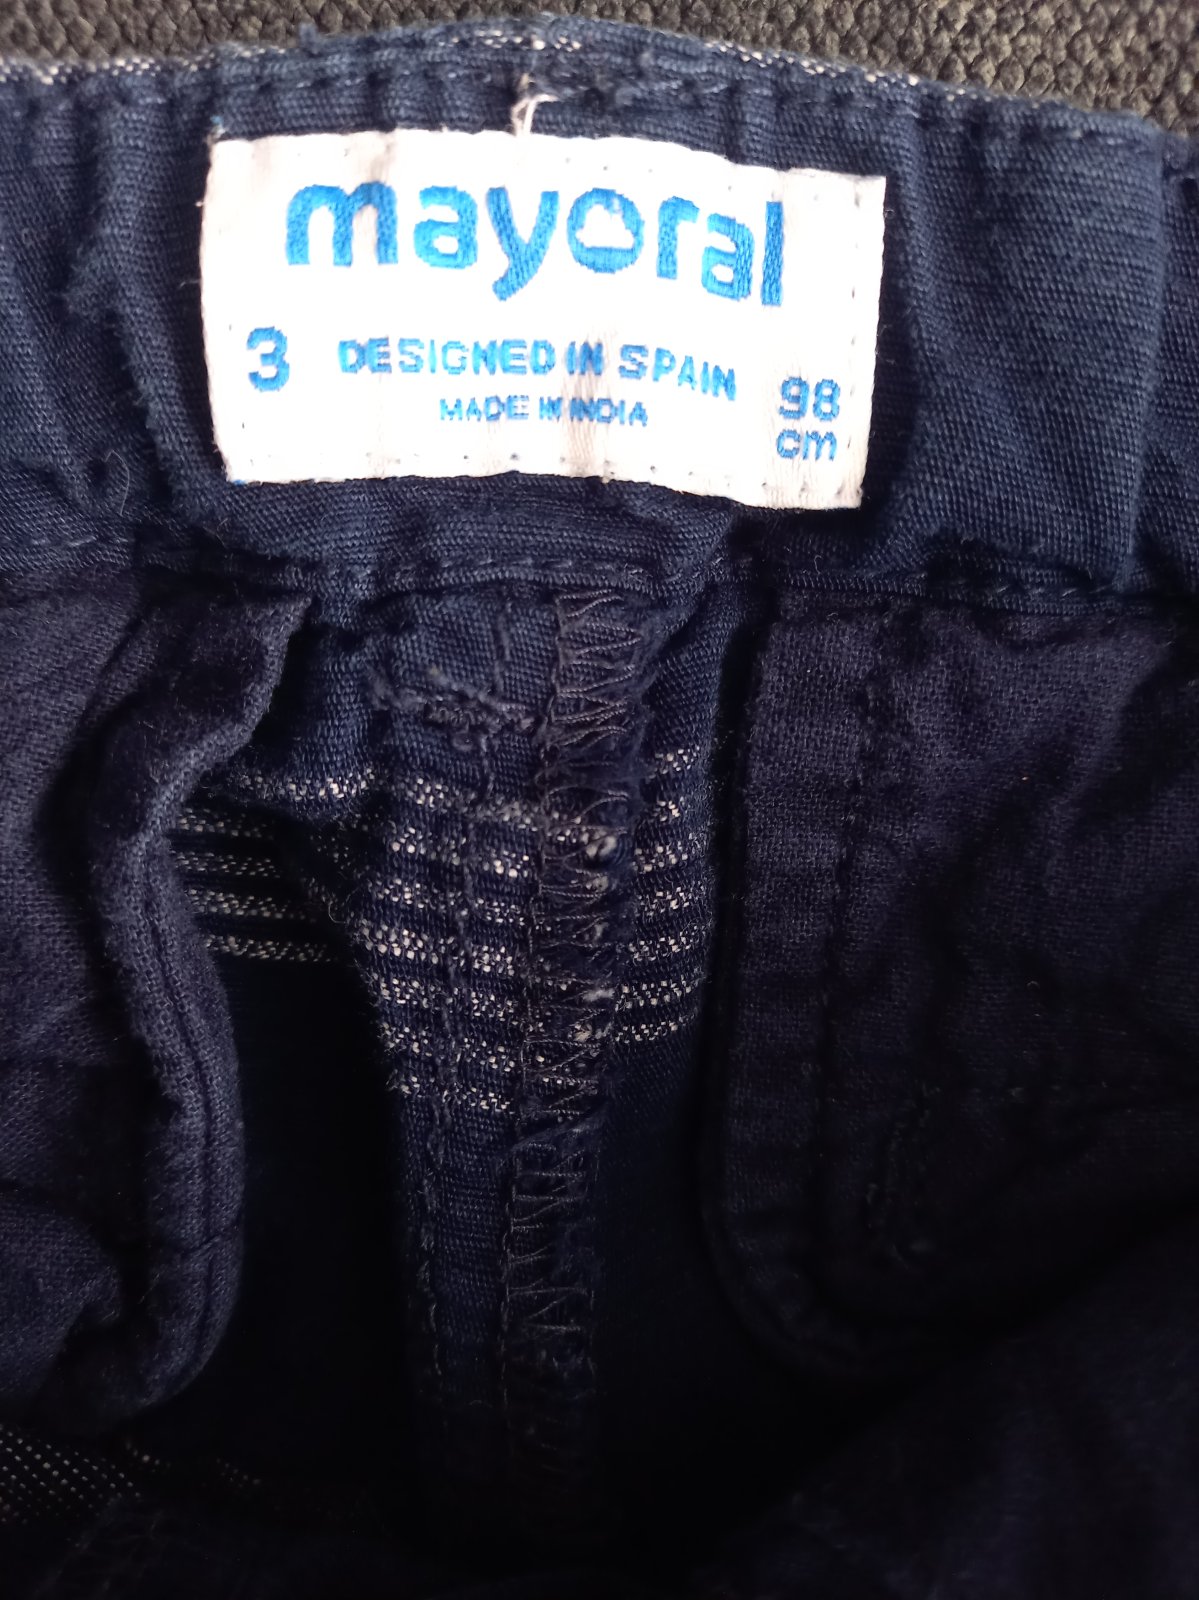 mayoral
3 DESIGNED IN SPAIN 98
MADE IN INDIA cm